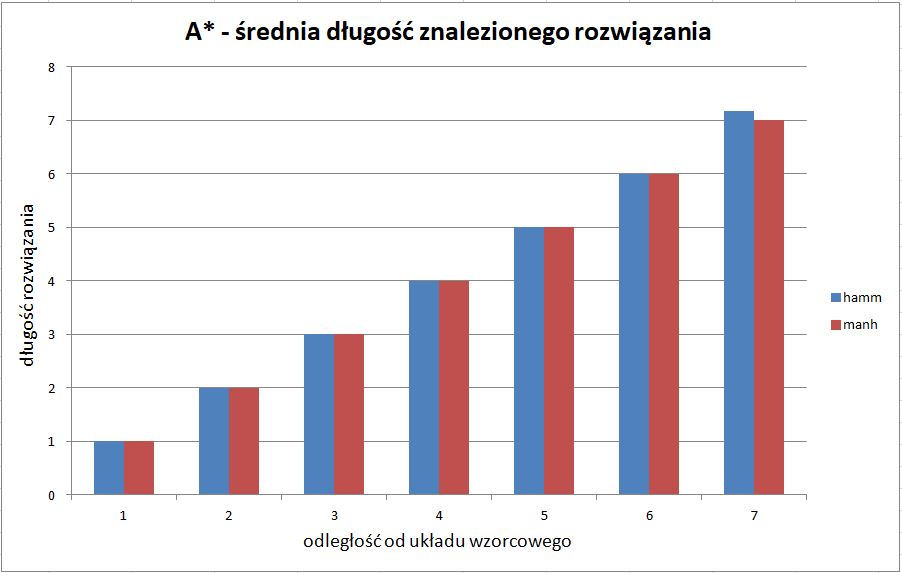 A* - średnia długość znalezionego rozwiązania
8
7
6
5
4
3
2
1
0
długość rozwiązania
1 2 3 4 5 6 7
odległość od układu wzorcowego
hamm
manh